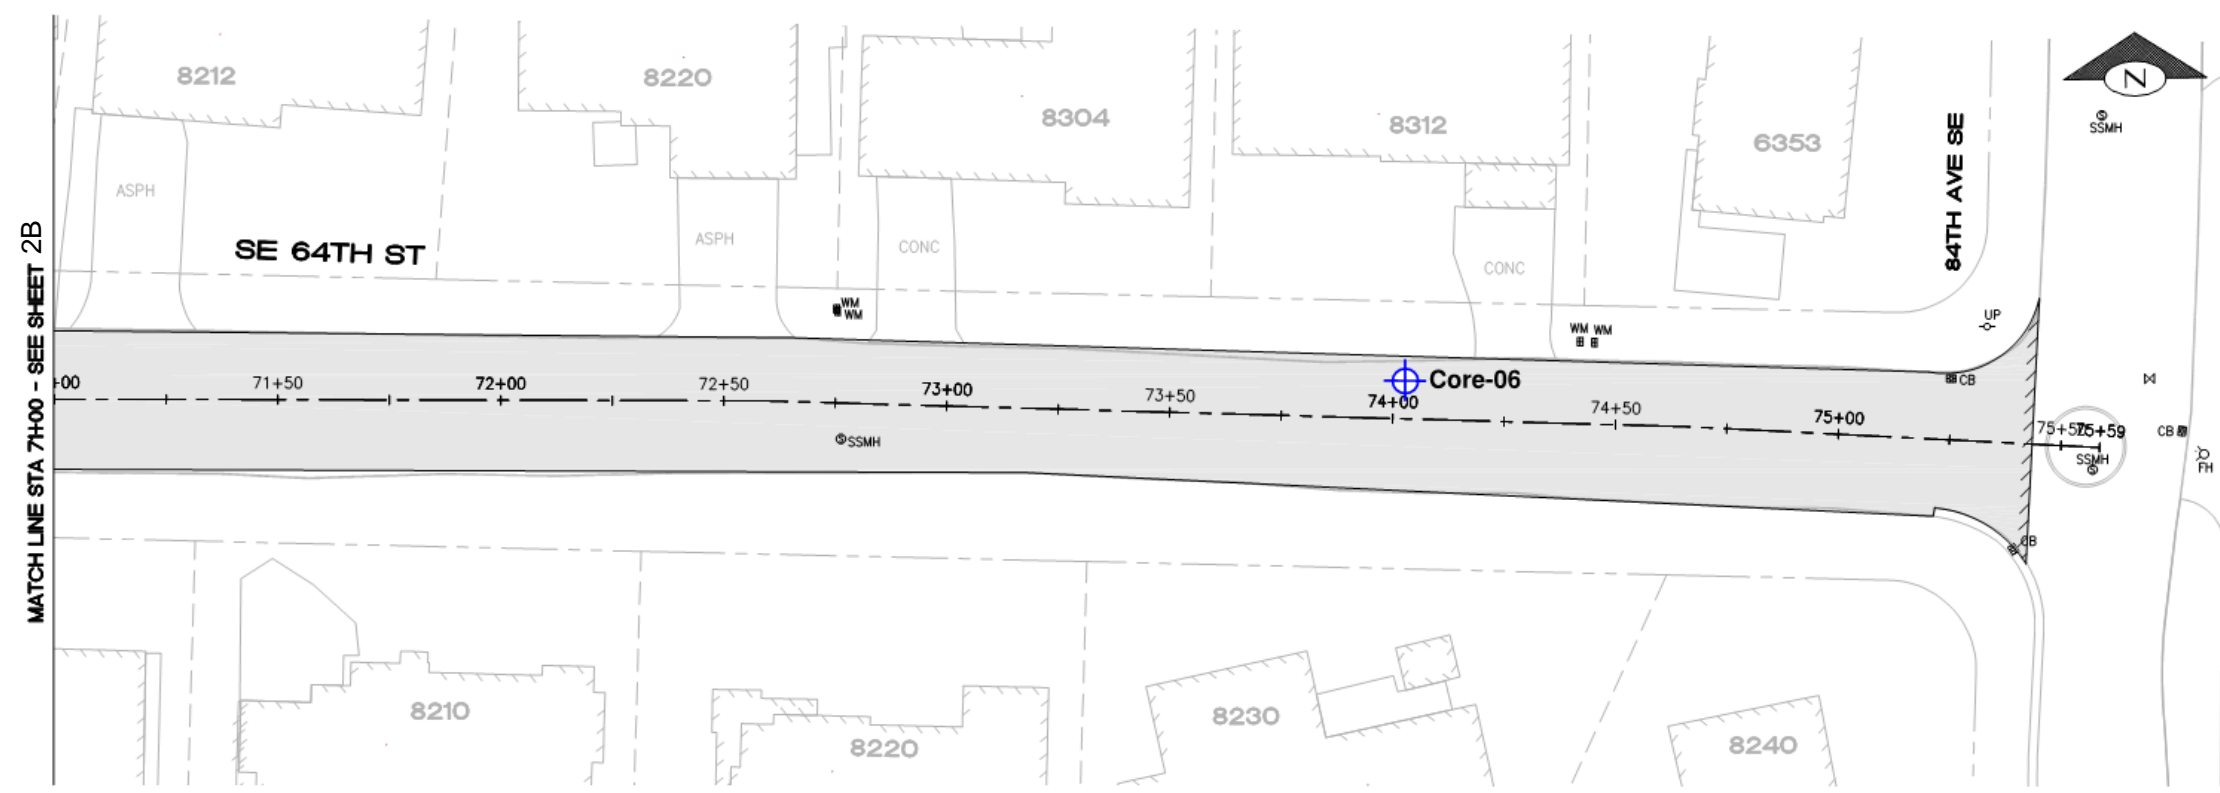 8212
8220
8304
8312
6353
N
SSMH
84TH AVE SE
ASPH
SE 64TH ST
ASPH
CONC
CONC
MATCH LINE STA 71+00 - SEE SHEET 2B
WM
WM
WM WM
UP
+00
71+50
72+00
72+50
73+00
73+50
74+00
74+50
75+00
75+59
Core-06
CB
CB
SSMH
SSMH
FH
CB
8210
8220
8230
8240